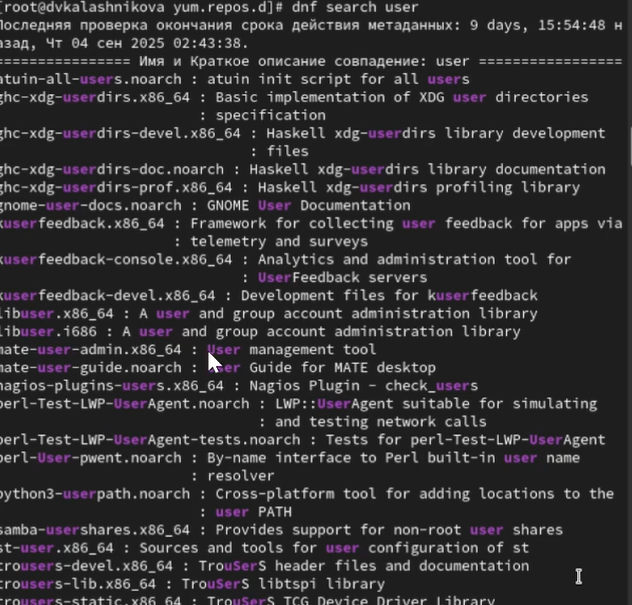 [root@dvkalashnikova yum.repos.d]# dnf search user
Последняя проверка окончания срока действия метаданных: 9 days, 15:54:48 н
азад, Чт 04 сен 2025 02:43:38.
================ Имя и Краткое описание совпадение: user =================
atuin-all-users.noarch : atuin init script for all users
ghc-xdg-userdirs.x86_64 : Basic implementation of XDG user directories
: specification
ghc-xdg-userdirs-devel.x86_64 : Haskell xdg-userdirs library development
: files
ghc-xdg-userdirs-doc.noarch : Haskell xdg-userdirs library documentation
ghc-xdg-userdirs-prof.x86_64 : Haskell xdg-userdirs profiling library
gnome-user-docs.noarch : GNOME User Documentation
kuserfeedback.x86_64 : Framework for collecting user feedback for apps via
: telemetry and surveys
kuserfeedback-console.x86_64 : Analytics and administration tool for
: UserFeedback servers
kuserfeedback-devel.x86_64 : Development files for kuserfeedback
libuser.x86_64 : A user and group account administration library
libuser.i686 : A user and group account administration library
mate-user-admin.x86_64 : User management tool
mate-user-guide.noarch : User Guide for MATE desktop
nagios-plugins-users.x86_64 : Nagios Plugin - check_users
perl-Test-LWP-UserAgent.noarch : LWP::UserAgent suitable for simulating
: and testing network calls
perl-Test-LWP-UserAgent-tests.noarch : Tests for perl-Test-LWP-UserAgent
perl-User-pwent.noarch : By-name interface to Perl built-in user name
: resolver
python3-userpath.noarch : Cross-platform tool for adding locations to the
: user PATH
samba-usershares.x86_64 : Provides support for non-root user shares
st-user.x86_64 : Sources and tools for user configuration of st
trousers-devel.x86_64 : TrouSerS header files and documentation
trousers-lib.x86_64 : TrouSerS libtspi library
trousers-static.x86_64 : TrouSerS TCG Device Driver Library